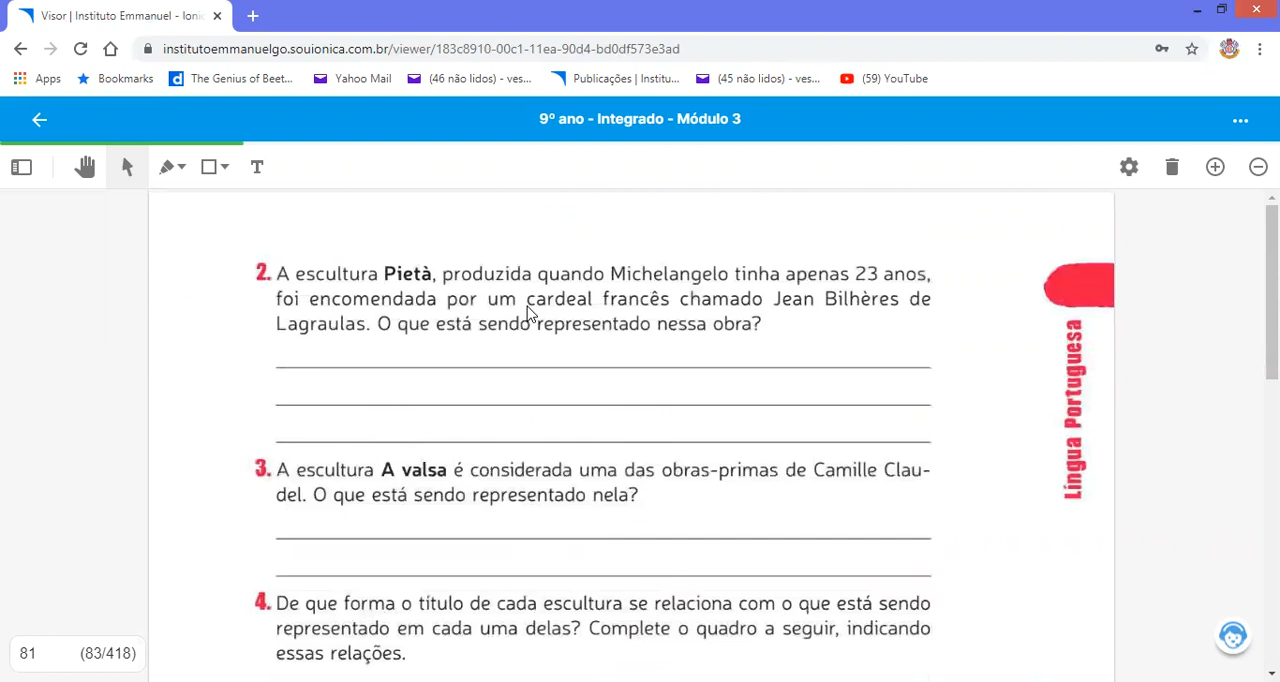 Visor | Instituto Emmanuel - Ionic
institutoemmanuelgo.souionica.com.br/viewer/183c8910-00c1-11ea-90d4-bd0df573e3ad
Apps Bookmarks The Genius of Beet... Yahoo Mail (46 não lidos) - ves... Publicações | Institu... (45 não lidos) - ves... (59) YouTube
9º ano - Integrado - Módulo 3
T
2. A escultura Pietà, produzida quando Michelangelo tinha apenas 23 anos,
foi encomendada por um cardeal francês chamado Jean Bilhères de
Lagraulas. O que está sendo representado nessa obra?
3. A escultura A valsa é considerada uma das obras-primas de Camille Clau-
del. O que está sendo representado nela?
4. De que forma o título de cada escultura se relaciona com o que está sendo
representado em cada uma delas? Complete o quadro a seguir, indicando
essas relações.
Língua Portuguesa
81 (83/418)